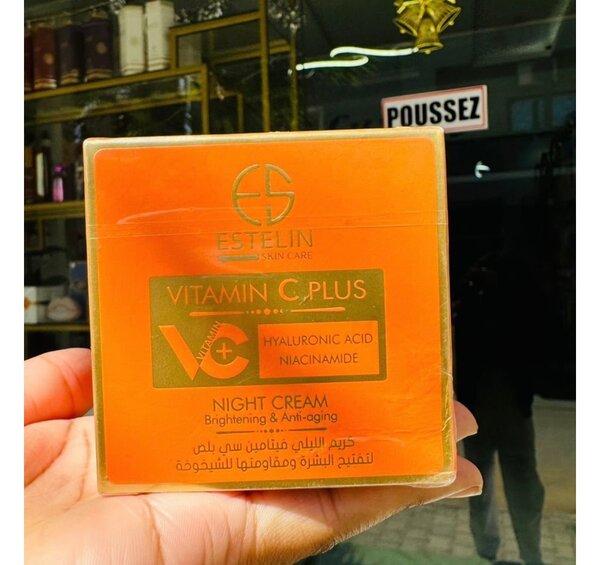 POUSSEZ
ES
ESTELIN
SKIN CARE
VITAMIN C PLUS
VC+
VITAMIN
HYALURONIC ACID
NIACINAMIDE
NIGHT CREAM
Brightening & Anti-aging
كريم الليلي فيتامين سي بلص
لتفتيح البشرة ومقاومتها للشيخوخة